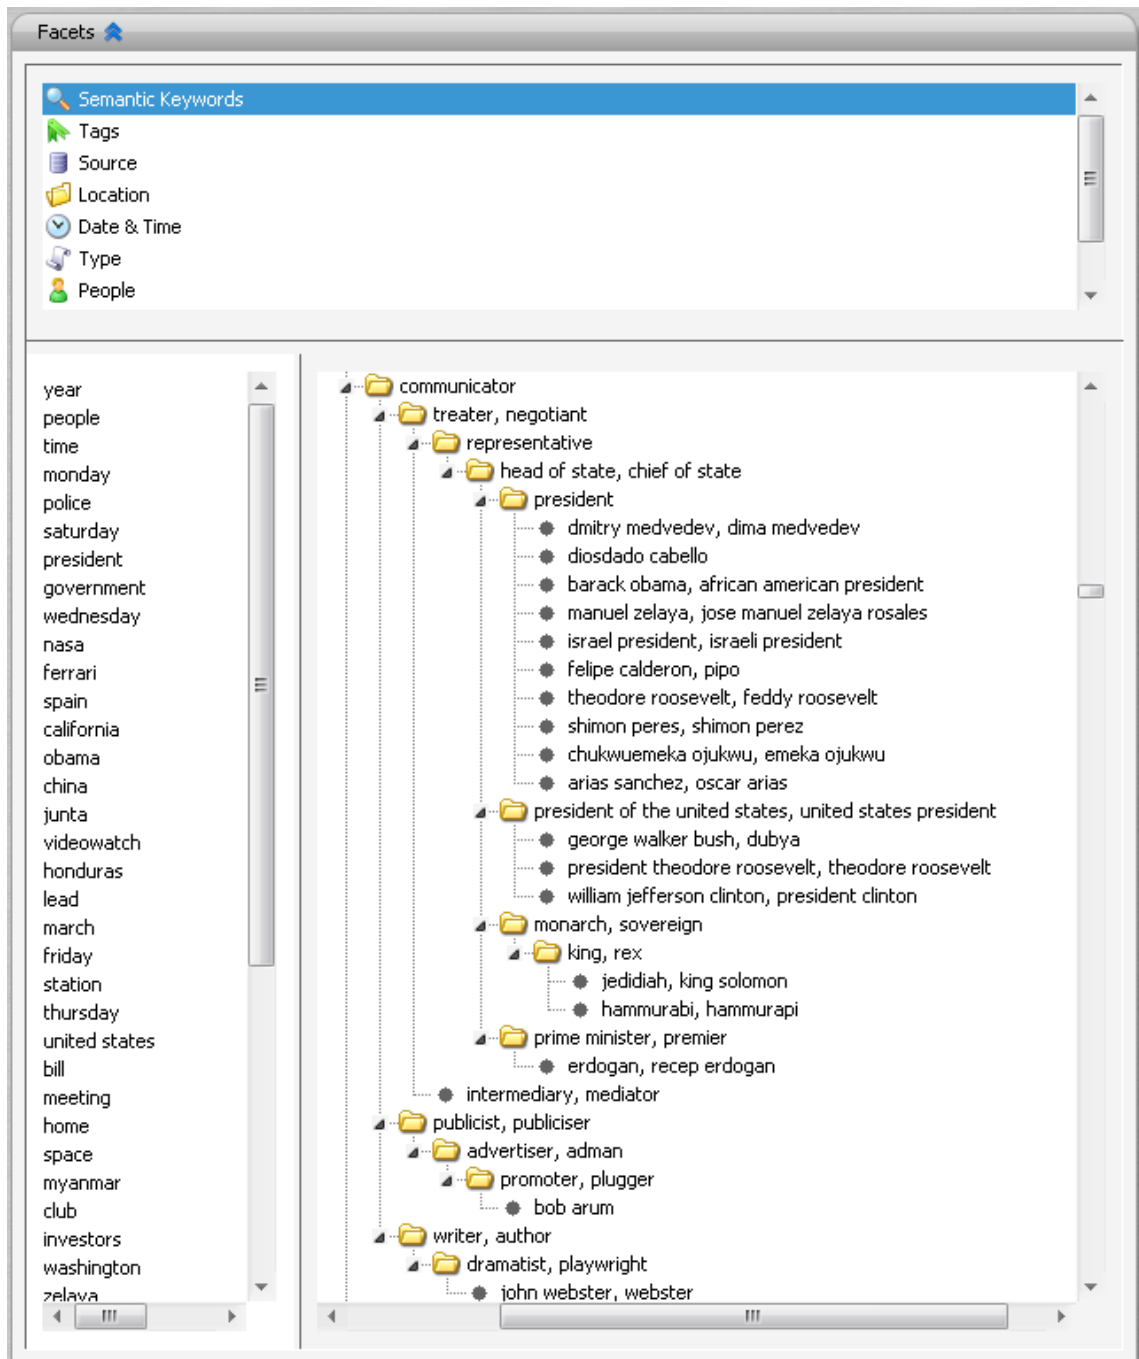 Facets
Semantic Keywords
Tags
Source
Location
Date & Time
Type
People
year
people
time
monday
police
saturday
president
government
wednesday
nasa
ferrari
spain
california
obama
china
junta
videowatch
honduras
lead
march
friday
station
thursday
united states
bill
meeting
home
space
myanmar
club
investors
washington
zelaya
communicator
treater, negotiant
representative
head of state, chief of state
president
dmitry medvedev, dima medvedev
diosdado cabello
barack obama, african american president
manuel zelaya, jose manuel zelaya rosales
israel president, israeli president
felipe calderon, pipo
theodore roosevelt, feddy roosevelt
shimon peres, shimon perez
chukwuemeka ojukwu, emeka ojukwu
arias sanchez, oscar arias
president of the united states, united states president
george walker bush, dubya
president theodore roosevelt, theodore roosevelt
william jefferson clinton, president clinton
monarch, sovereign
king, rex
jedidiah, king solomon
hammurabi, hammurapi
prime minister, premier
erdogan, recep erdogan
intermediary, mediator
publicist, publiciser
advertiser, adman
promoter, plugger
bob arum
writer, author
dramatist, playwright
john webster, webster